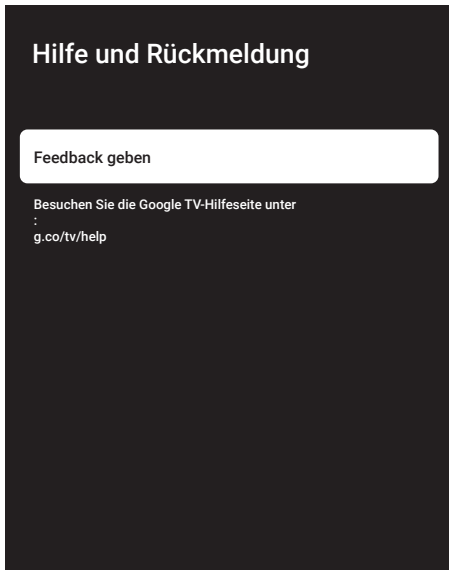 Hilfe und Rückmeldung
Feedback geben
Besuchen Sie die Google TV-Hilfeseite unter
:
g.co/tv/help